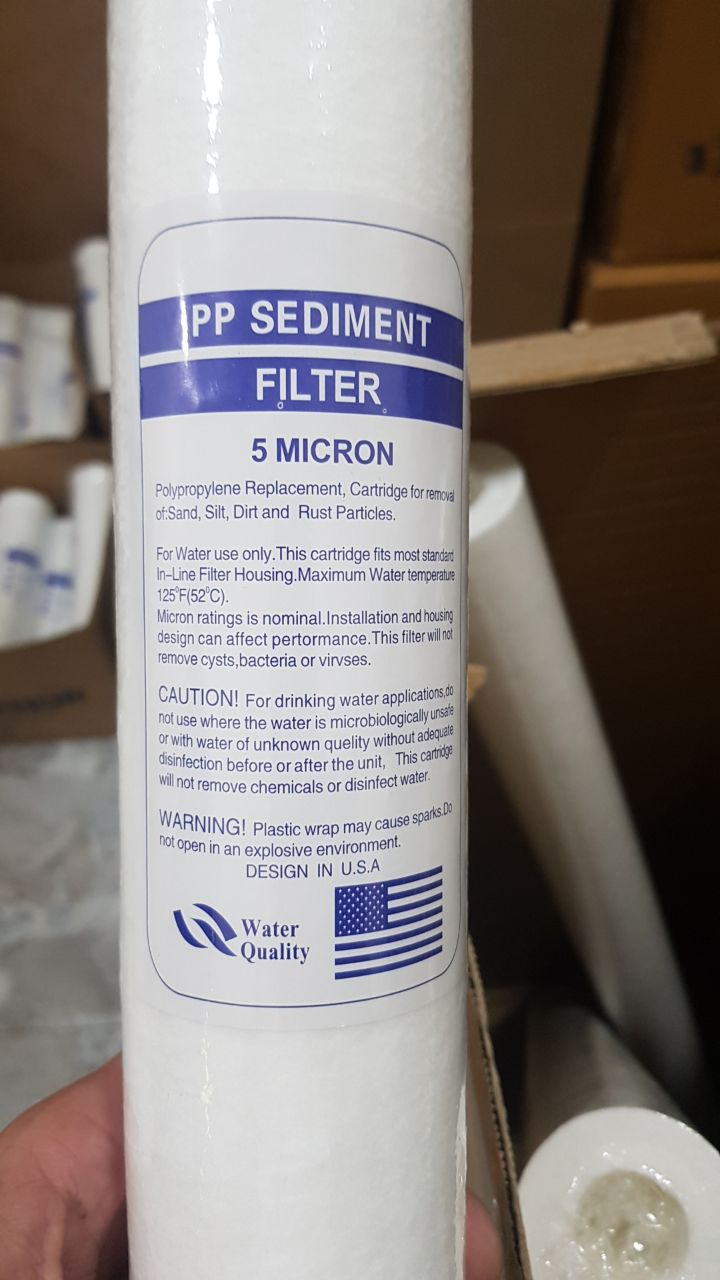 PP SEDIMENT
FILTER
5 MICRON
Polypropylene Replacement, Cartridge for removal
of:Sand, Silt, Dirt and Rust Particles.
For Water use only.This cartridge fits most standard
In-Line Filter Housing.Maximum Water temperature
125⁰F(52⁰C).
Micron ratings is nominal.Installation and housing
design can affect pertormance.This filter will not
remove cysts,bacteria or virvses.
CAUTION! For drinking water applications,do
not use where the water is microbiologically unsafe
or with water of unknown quelity without adequate
disinfection before or after the unit, This cartridge
will not remove chemicals or disinfect water.
WARNING! Plastic wrap may cause sparks.Do
not open in an explosive environment.
DESIGN IN U.S.A
Water
Quality